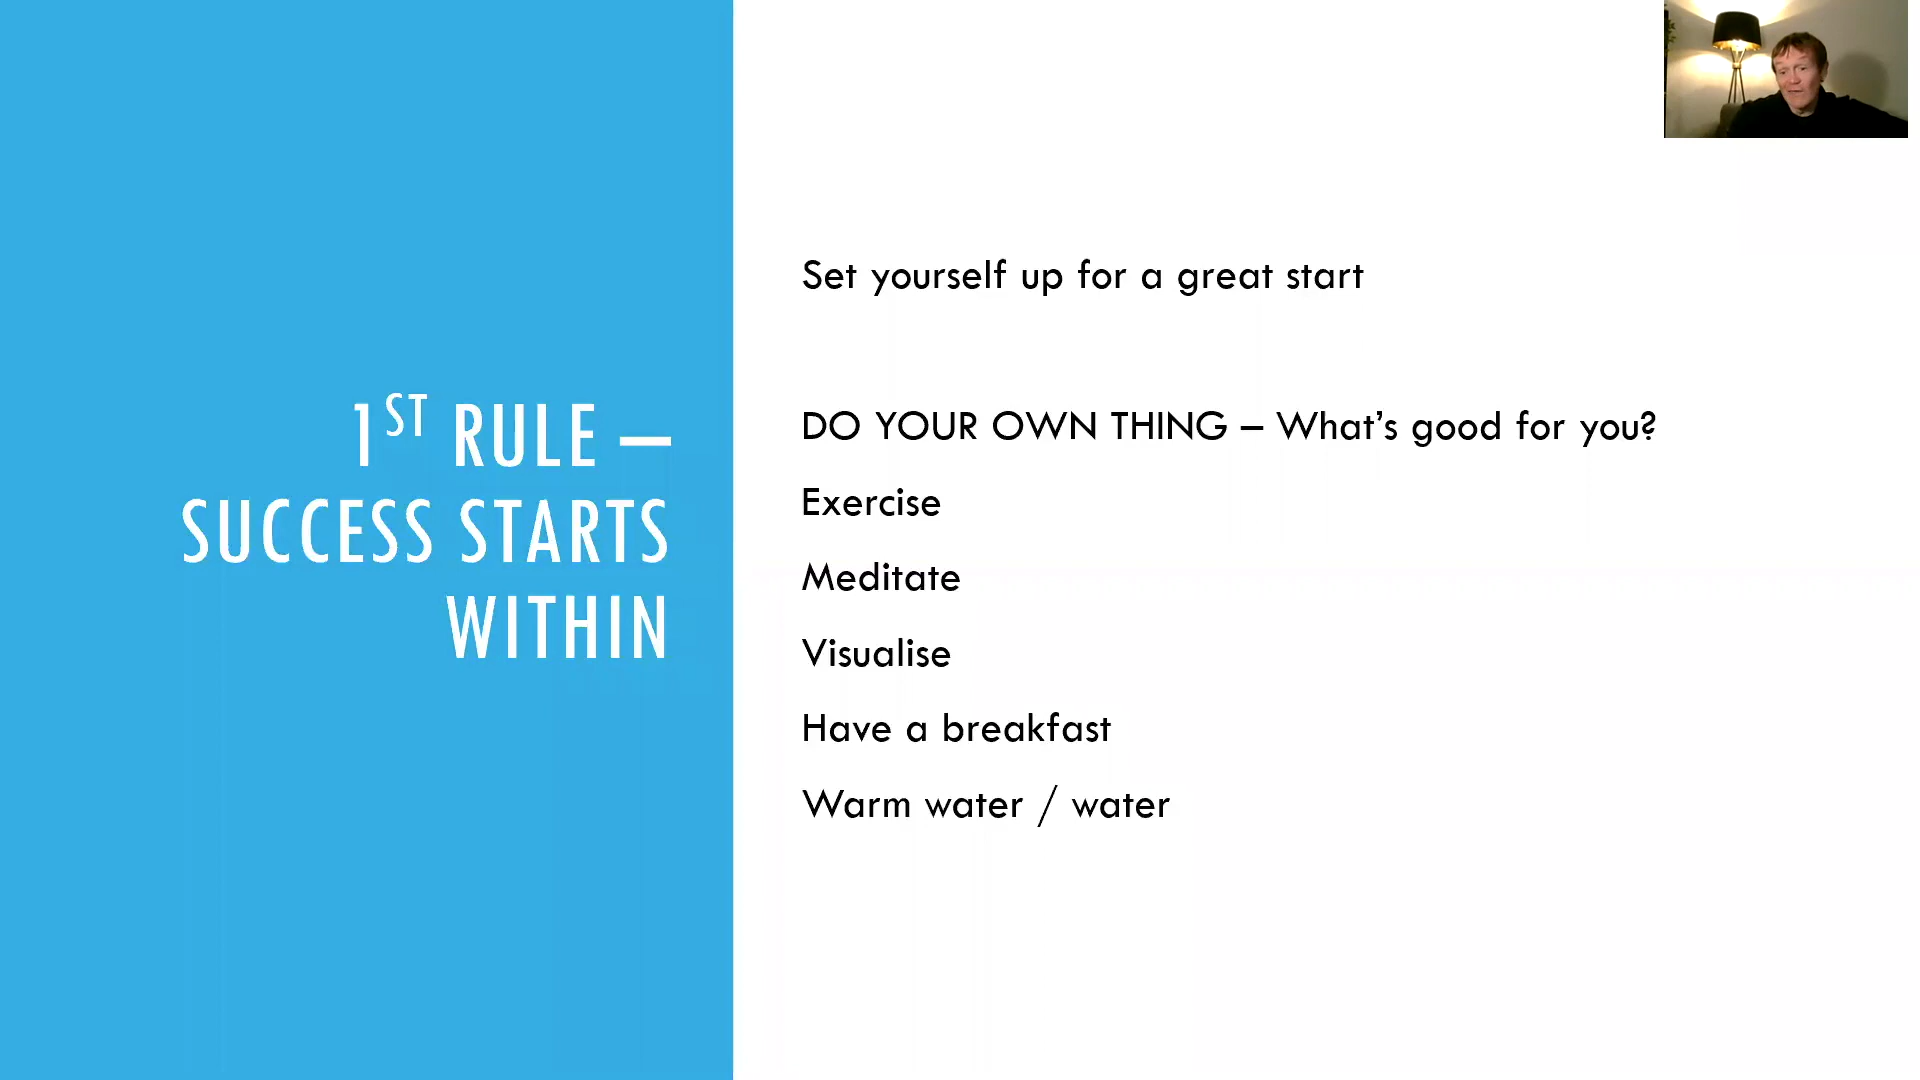 1ST RULE –
SUCCESS STARTS
WITHIN
Set yourself up for a great start
DO YOUR OWN THING – What’s good for you?
Exercise
Meditate
Visualise
Have a breakfast
Warm water / water